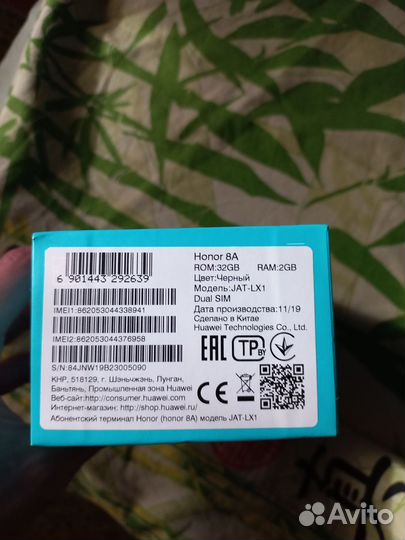 Honor 8A
ROM:32GB RAM:2GB
Цвет:Черный
Модель:JAT-LX1
Dual SIM
Дата производства:11/19
Сделано в Китае
Huawei Technologies Co., Ltd.
6 901443 292639
IMEI1:862053044338941
IMEI2:862053044376958
S/N:84JNW19B23005090
КНР, 518129, г. Шэньчжэнь, Лунган,
Баньтянь, Промышленная зона Huawei
Веб-сайт:http://consumer.huawei.com
Интернет-магазин: http://shop.huawei.ru/
Абонентский терминал Honor (honor 8A) модель JAT-LX1
EAC TP BY
CE
Avito